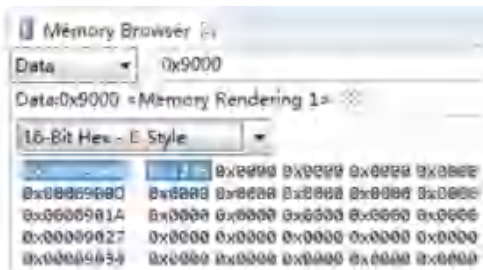 Memory Browser
Data 0x9000
Data:0x9000 <Memory Rendering 1>
16-Bit Hex - Style
0x0000 0x0000 0x0000 0x0000
0x0000 0x0000 0x0000 0x0000 0x0000
0x0000901A 0x0000 0x0000 0x0000 0x0000 0x0000
0x00009027 0x0000 0x0000 0x0000 0x0000 0x0000
0x0000 0x0000 0x0000 0x0000 0x0000